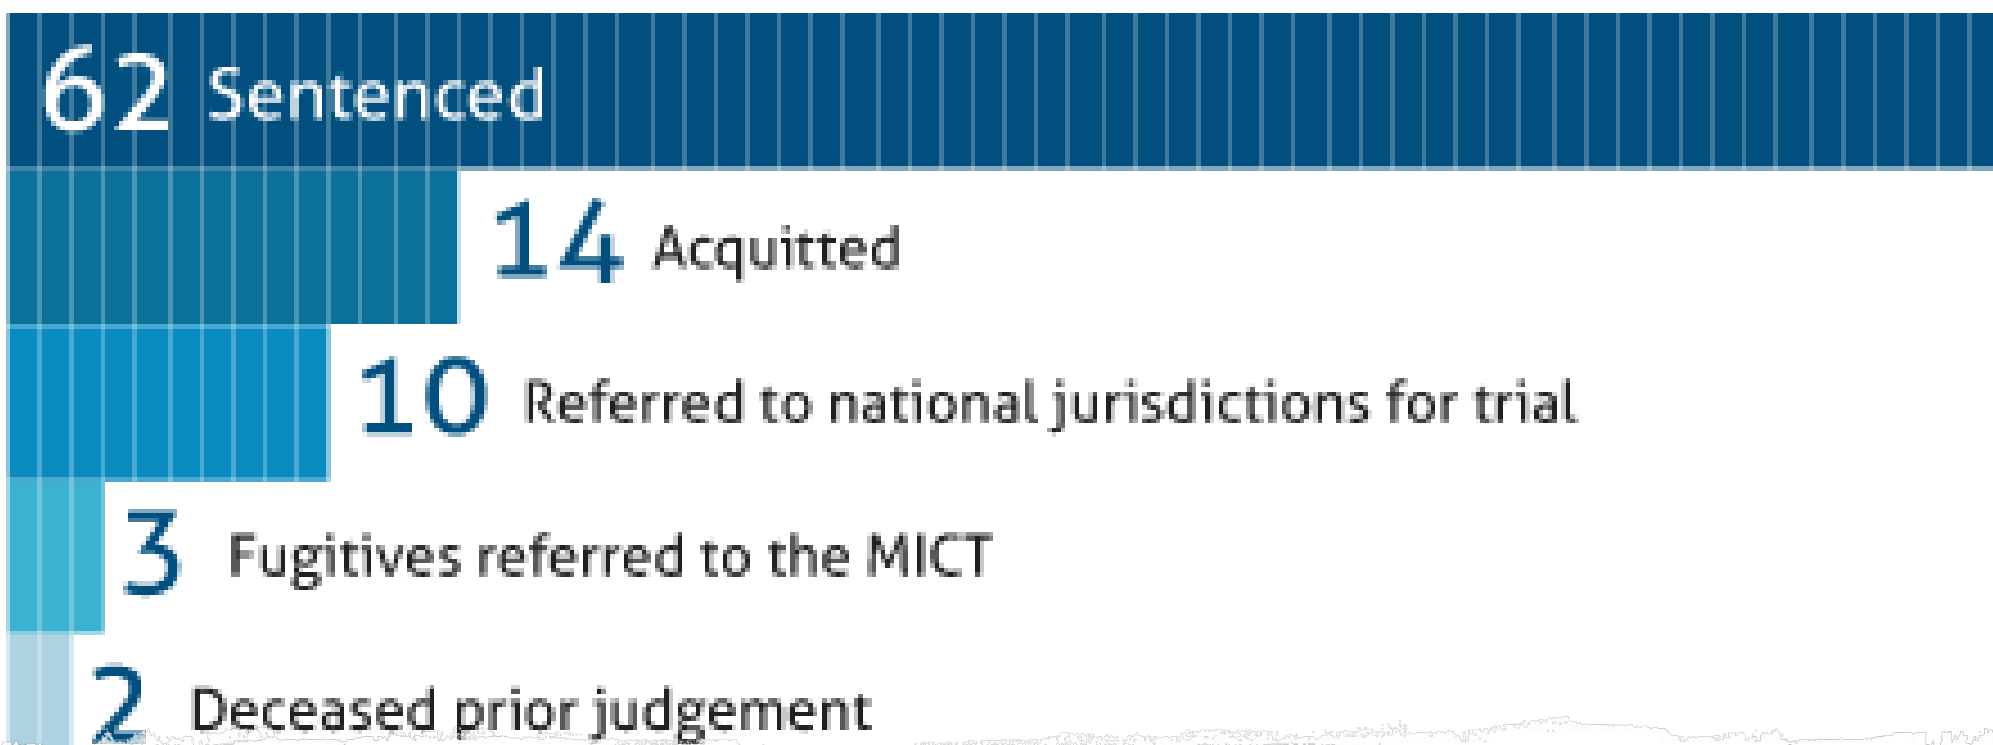 62 Sentenced
14 Acquitted
10 Referred to national jurisdictions for trial
3 Fugitives referred to the MICT
2 Deceased prior judgement